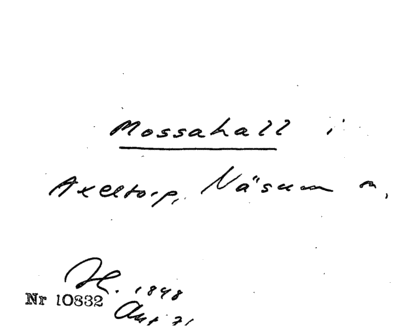 Mossahall i
Axeltorp, Näsum s,
H. 1848
Nr 10832